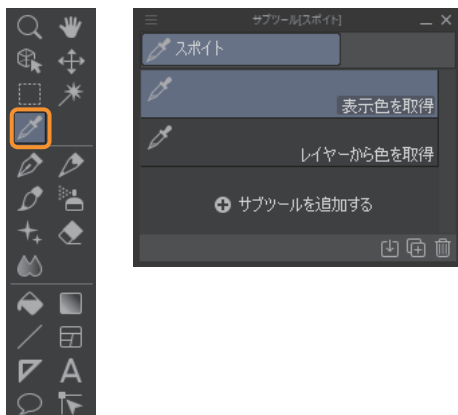 サブツール[スポイト]
スポイト
表示色を取得
レイヤーから色を取得
サブツールを追加する
A